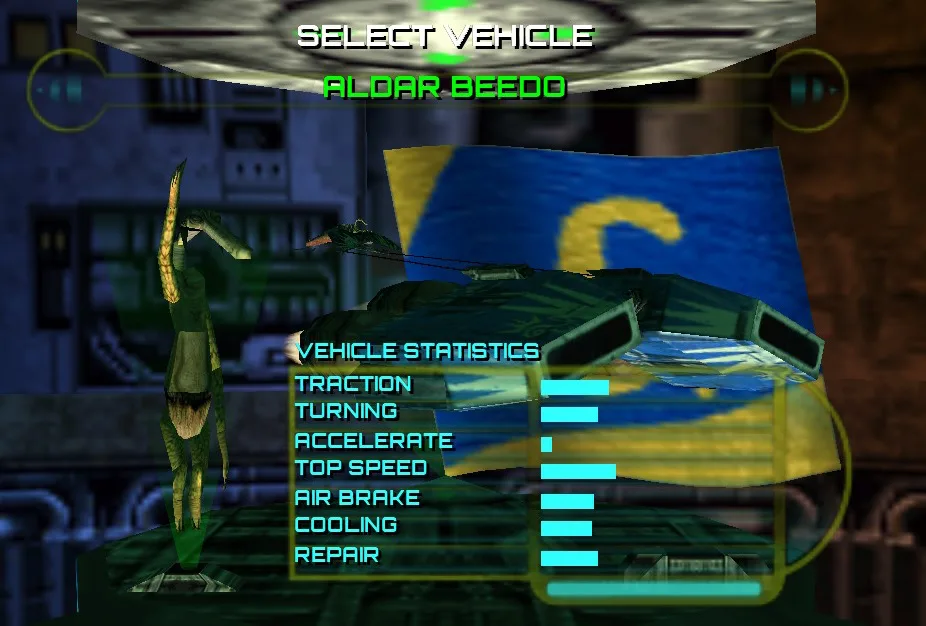 SELECT VEHICLE
ALDAR BEEDO
VEHICLE STATISTICS
TRACTION
TURNING
ACCELERATE
TOP SPEED
AIR BRAKE
COOLING
REPAIR